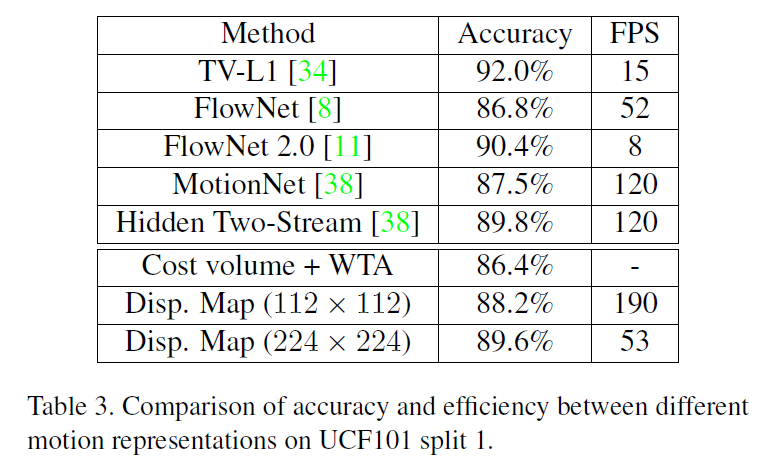 Method Accuracy FPS
TV-L1 [34] 92.0% 15
FlowNet [8] 86.8% 52
FlowNet 2.0 [11] 90.4% 8
MotionNet [38] 87.5% 120
Hidden Two-Stream [38] 89.8% 120
Cost volume + WTA 86.4% -
Disp. Map (112 × 112) 88.2% 190
Disp. Map (224 × 224) 89.6% 53
Table 3. Comparison of accuracy and efficiency between different
motion representations on UCF101 split 1.